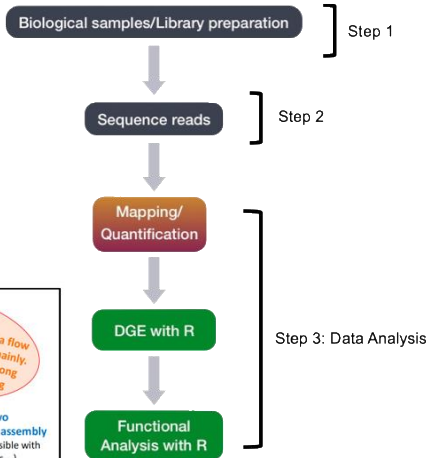 Biological samples/Library preparation
Step 1
Sequence reads
Step 2
Mapping/
Quantification
DGE with R
Step 3: Data Analysis
Functional
Analysis with R
a flow
ainly.
ong
g
vo
assembly
sible with